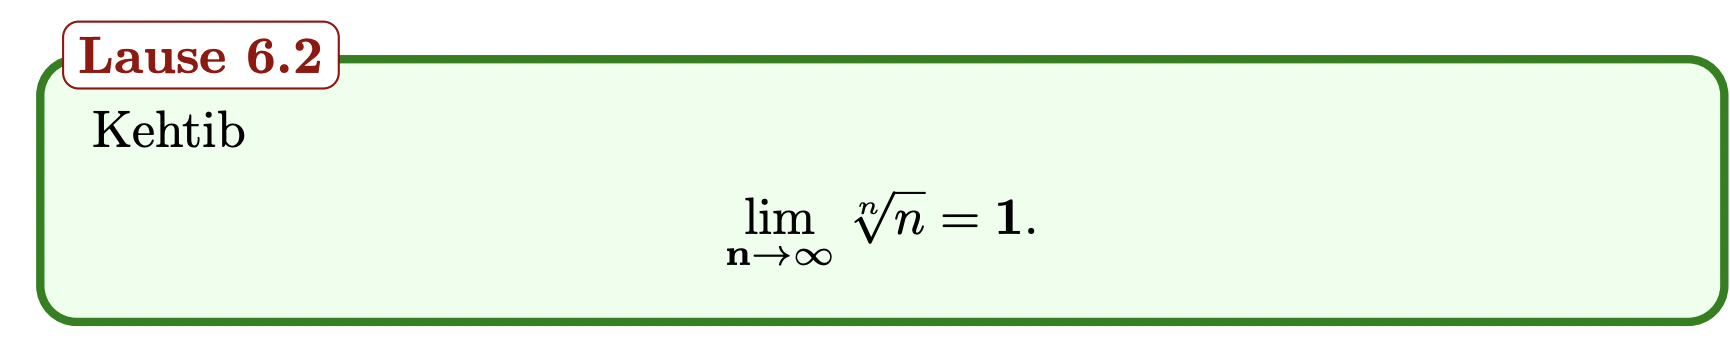 Lause 6.2
Kehtib
lim n→∞ ⁿ√n = 1.